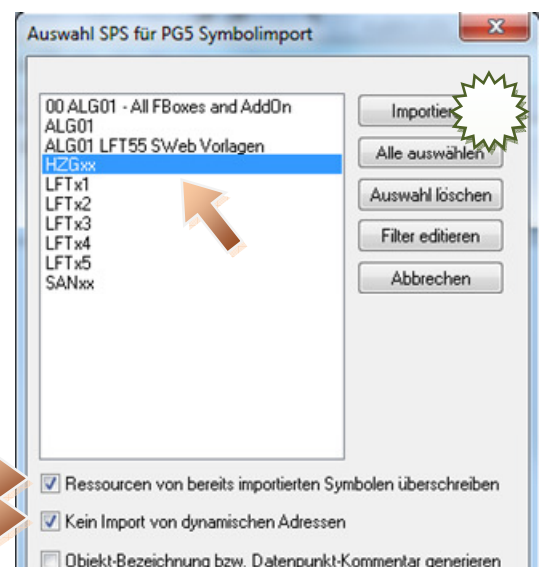 Auswahl SPS für PG5 Symbolimport
00 ALG01 - All FBoxes and AddOn
ALG01
ALG01 LFT55 SWeb Vorlagen
HZGxx
LFTx1
LFTx2
LFTx3
LFTx4
LFTx5
SANxx
Alle auswählen
Auswahl löschen
Filter editieren
Abbrechen
Ressourcen von bereits importierten Symbolen überschreiben
Kein Import von dynamischen Adressen
Objekt-Bezeichnung bzw. Datenpunkt-Kommentar generieren